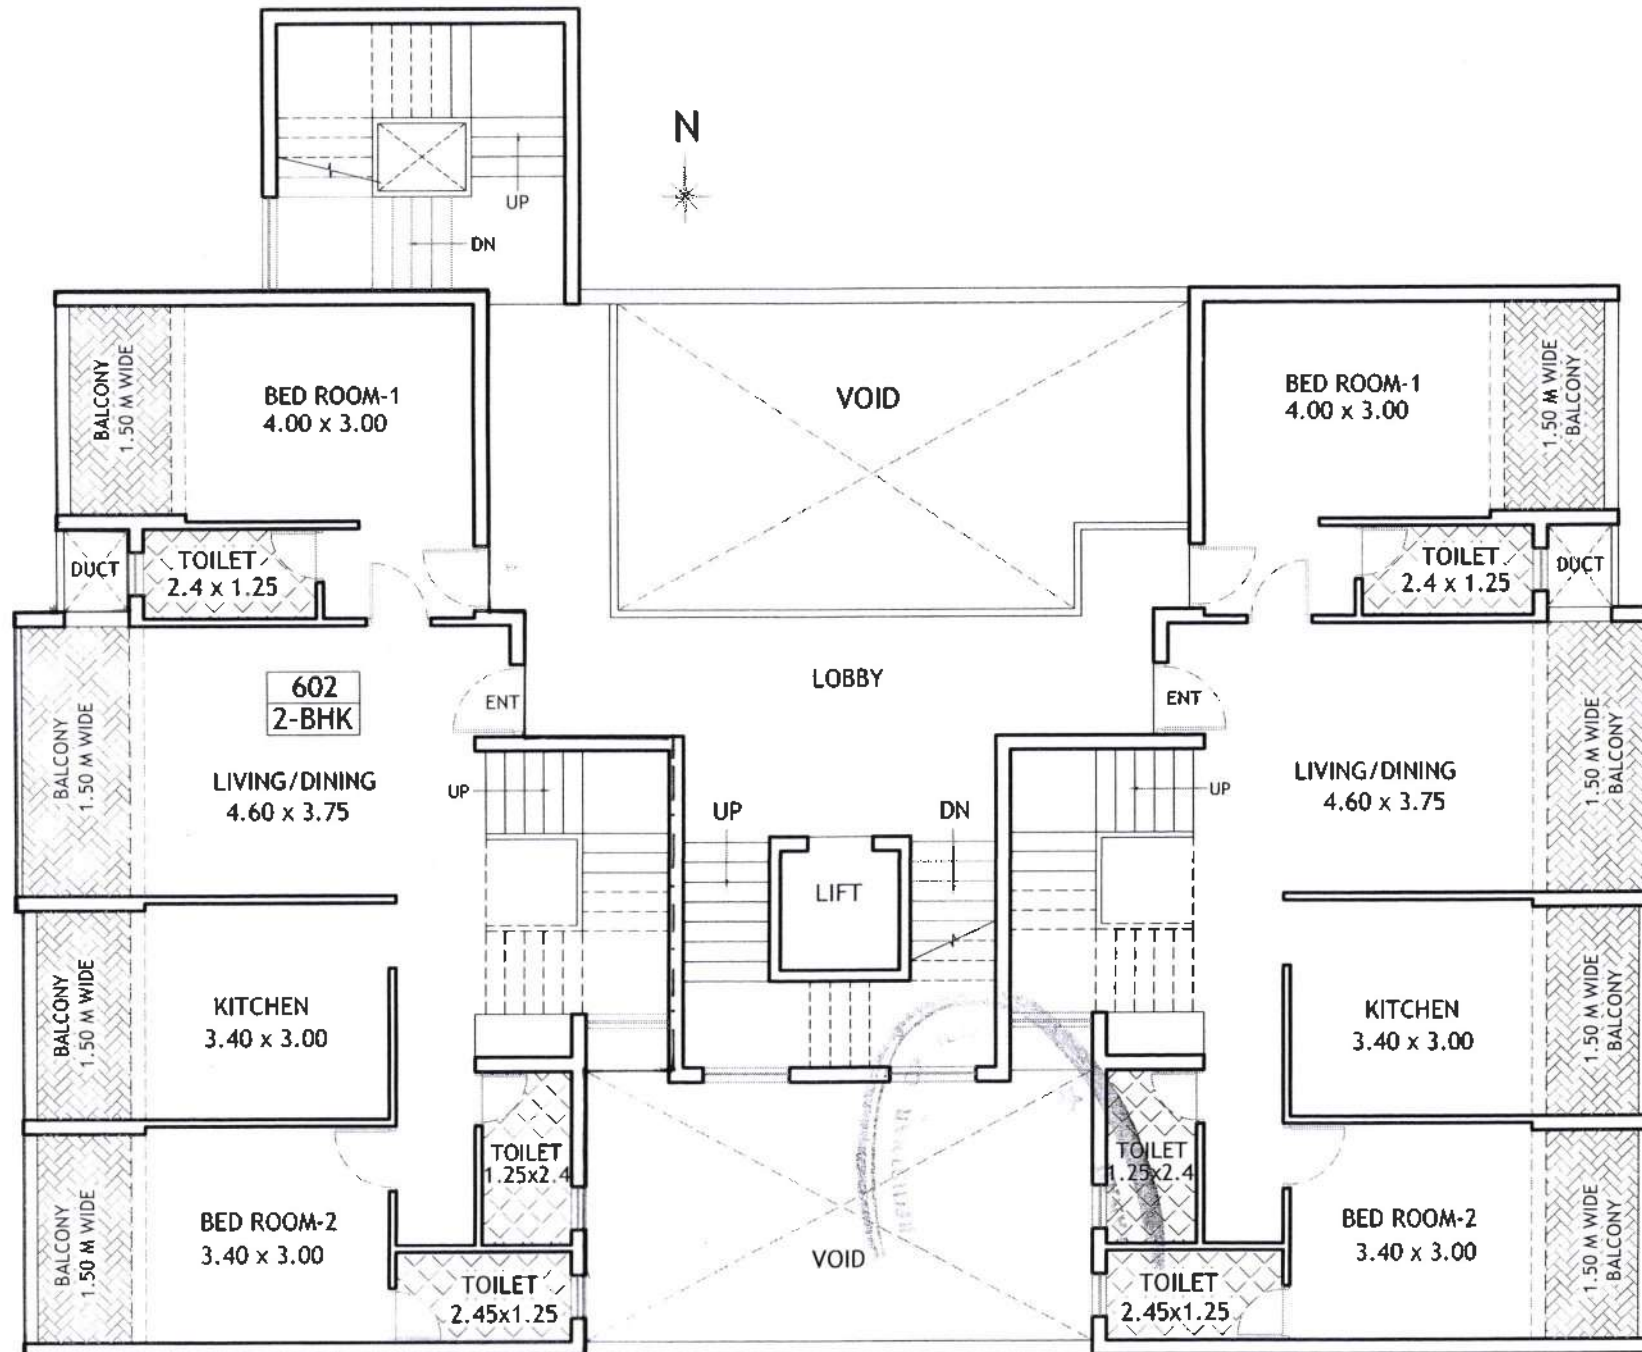 N
UP
DN
BALCONY
1.50 M WIDE
BED ROOM-1
4.00 x 3.00
VOID
BED ROOM-1
4.00 x 3.00
1.50 M WIDE
BALCONY
DUCT
TOILET
2.4 x 1.25
TOILET
2.4 x 1.25
DUCT
602
2-BHK
ENT
LOBBY
ENT
BALCONY
1.50 M WIDE
LIVING/DINING
4.60 x 3.75
UP
UP
DN
UP
LIVING/DINING
4.60 x 3.75
1.50 M WIDE
BALCONY
LIFT
BALCONY
1.50 M WIDE
KITCHEN
3.40 x 3.00
KITCHEN
3.40 x 3.00
1.50 M WIDE
BALCONY
TOILET
1.25x2.4
TOILET
1.25x2.4
BALCONY
1.50 M WIDE
BED ROOM-2
3.40 x 3.00
VOID
BED ROOM-2
3.40 x 3.00
1.50 M WIDE
BALCONY
TOILET
2.45x1.25
TOILET
2.45x1.25